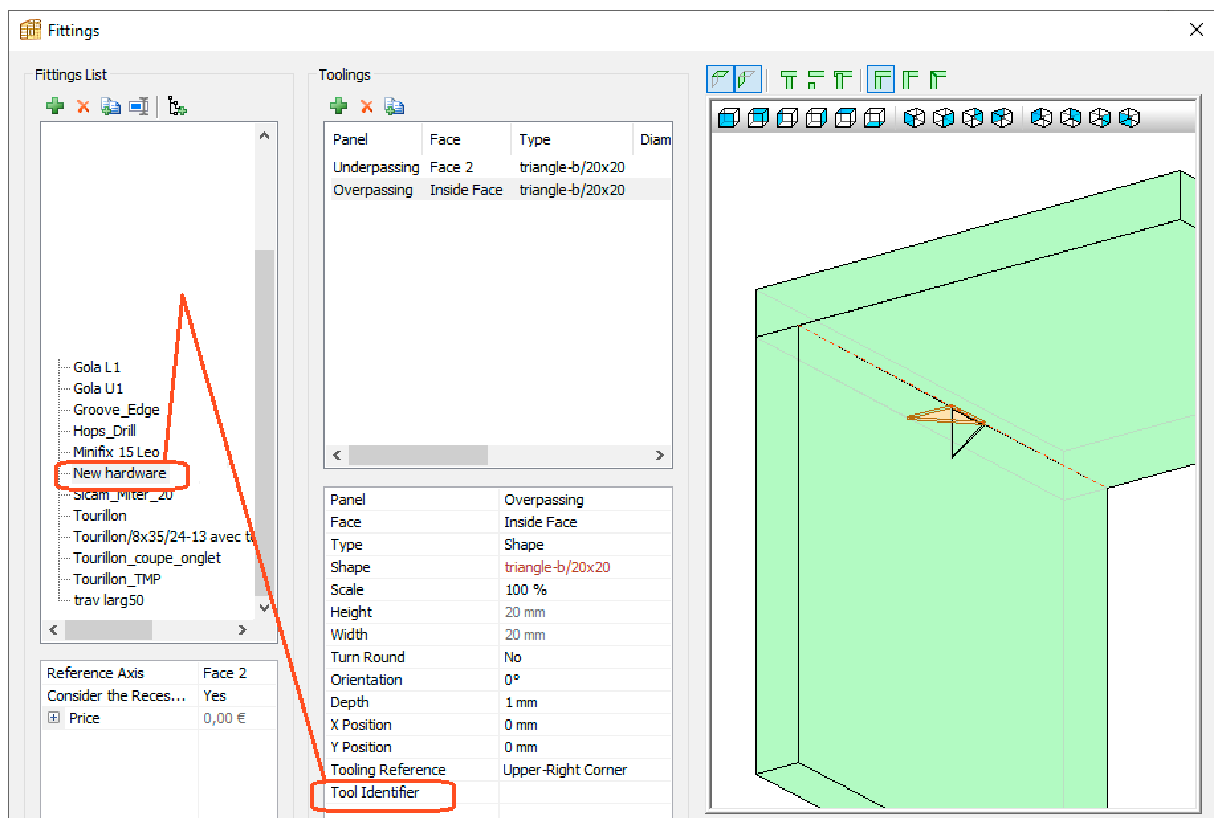 Fittings
Fittings List
Gola L1
Gola U1
Groove_Edge
Hops_Drill
Minifix 15 Leo
New hardware
Sicam_Miter_20
Tourillon
Tourillon/8x35/24-13 avec t
Tourillon_coupe_onglet
Tourillon_TMP
trav larg50
Reference Axis Face 2
Consider the Reces... Yes
Price 0,00 €
Toolings
Panel Face Type Diam
Underpassing Face 2 triangle-b/20x20
Overpassing Inside Face triangle-b/20x20
Panel Overpassing
Face Inside Face
Type Shape
Shape triangle-b/20x20
Scale 100 %
Height 20 mm
Width 20 mm
Turn Round No
Orientation 0°
Depth 1 mm
X Position 0 mm
Y Position 0 mm
Tooling Reference Upper-Right Corner
Tool Identifier